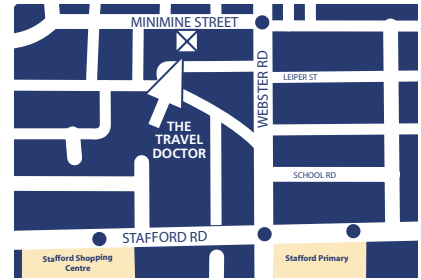 MINIMINE STREET
WEBSTER RD
LEIPER ST
THE
TRAVEL
DOCTOR
SCHOOL RD
STAFFORD RD
Stafford Shopping
Centre
Stafford Primary